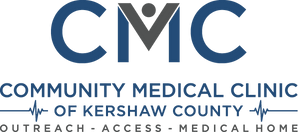 CMC
COMMUNITY MEDICAL CLINIC
OF KERSHAW COUNTY
OUTREACH - ACCESS - MEDICAL HOME